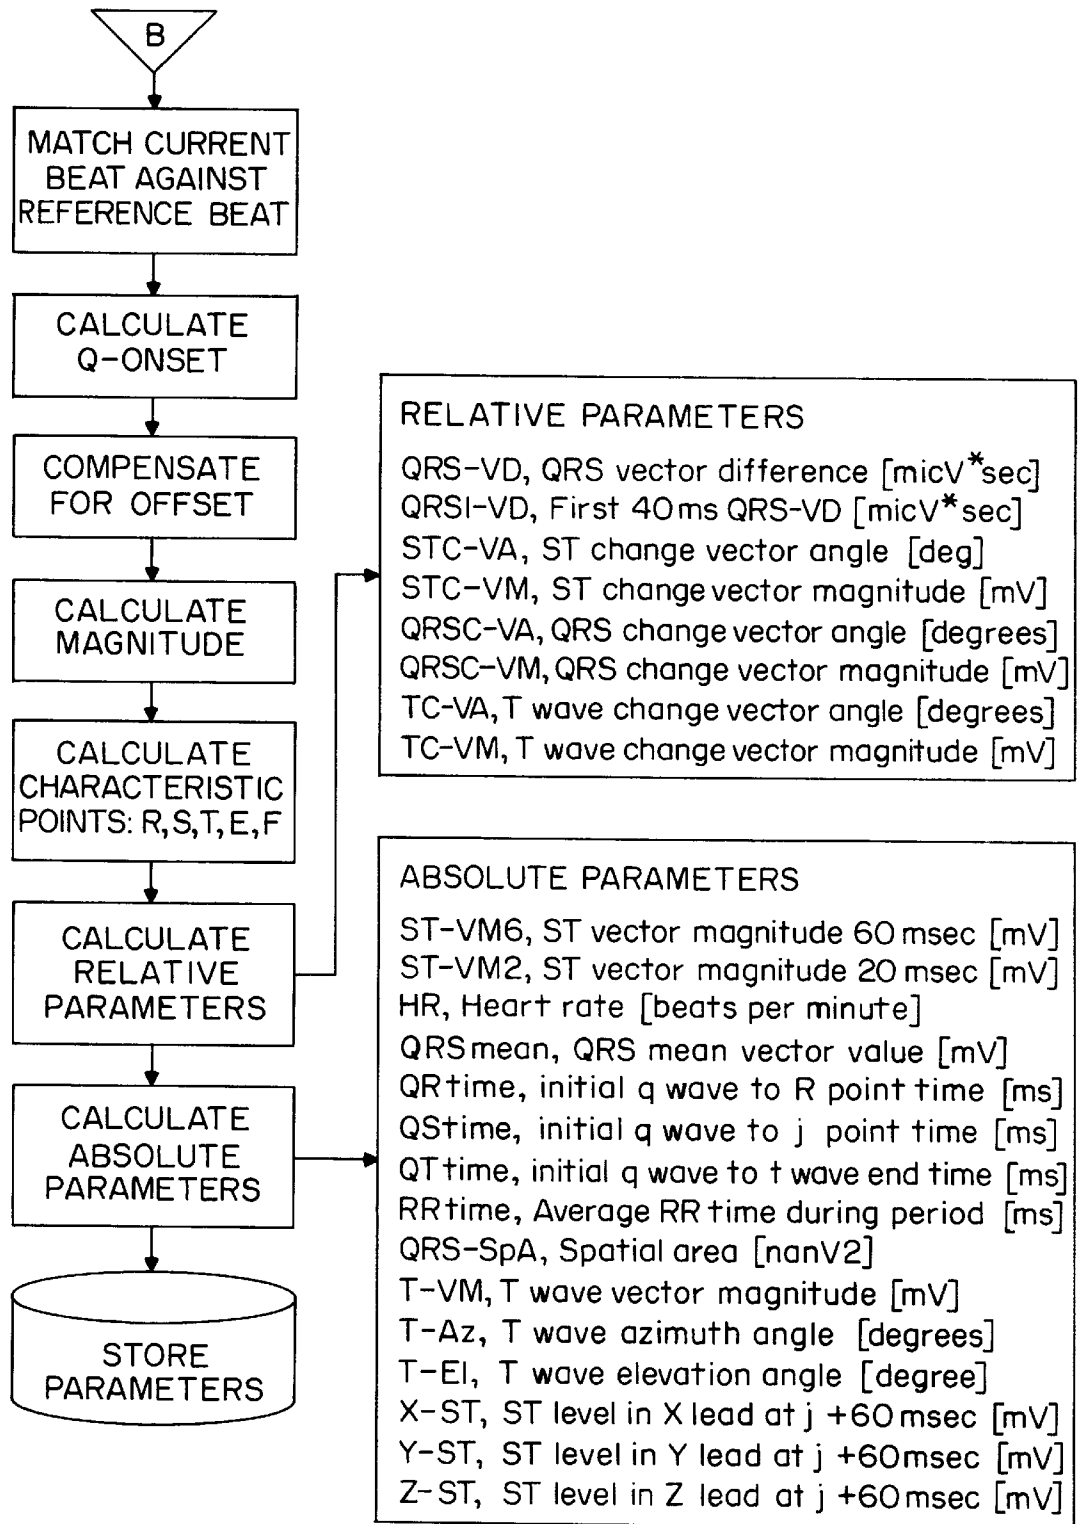 B
MATCH CURRENT
BEAT AGAINST
REFERENCE BEAT
CALCULATE
Q-ONSET
COMPENSATE
FOR OFFSET
CALCULATE
MAGNITUDE
CALCULATE
CHARACTERISTIC
POINTS: R,S,T,E,F
CALCULATE
RELATIVE
PARAMETERS
CALCULATE
ABSOLUTE
PARAMETERS
STORE
PARAMETERS
RELATIVE PARAMETERS
QRS-VD, QRS vector difference [micV*sec]
QRSI-VD, First 40ms QRS-VD [micV*sec]
STC-VA, ST change vector angle [deg]
STC-VM, ST change vector magnitude [mV]
QRSC-VA, QRS change vector angle [degrees]
QRSC-VM, QRS change vector magnitude [mV]
TC-VA, T wave change vector angle [degrees]
TC-VM, T wave change vector magnitude [mV]
ABSOLUTE PARAMETERS
ST-VM6, ST vector magnitude 60 msec [mV]
ST-VM2, ST vector magnitude 20 msec [mV]
HR, Heart rate [beats per minute]
QRSmean, QRS mean vector value [mV]
QRtime, initial q wave to R point time [ms]
QStime, initial q wave to j point time [ms]
QTtime, initial q wave to t wave end time [ms]
RRtime, Average RR time during period [ms]
QRS-SpA, Spatial area [nanV2]
T-VM, T wave vector magnitude [mV]
T-Az, T wave azimuth angle [degrees]
T-El, T wave elevation angle [degree]
X-ST, ST level in X lead at j +60msec [mV]
Y-ST, ST level in Y lead at j +60msec [mV]
Z-ST, ST level in Z lead at j +60msec [mV]